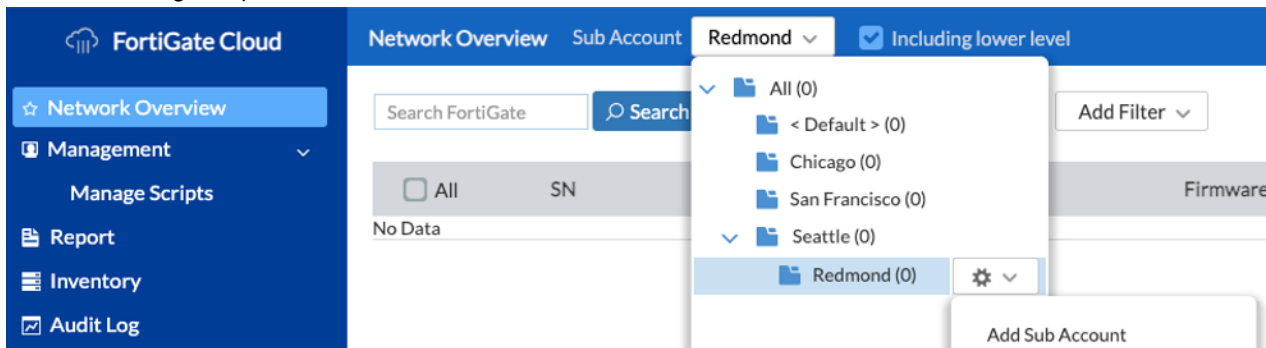 FortiGate Cloud
Network Overview Sub Account Redmond Including lower level
Network Overview
Management
Manage Scripts
Report
Inventory
Audit Log
Search FortiGate Search
Add Filter
All SN Firmware
No Data
All (0)
< Default > (0)
Chicago (0)
San Francisco (0)
Seattle (0)
Redmond (0)
Add Sub Account